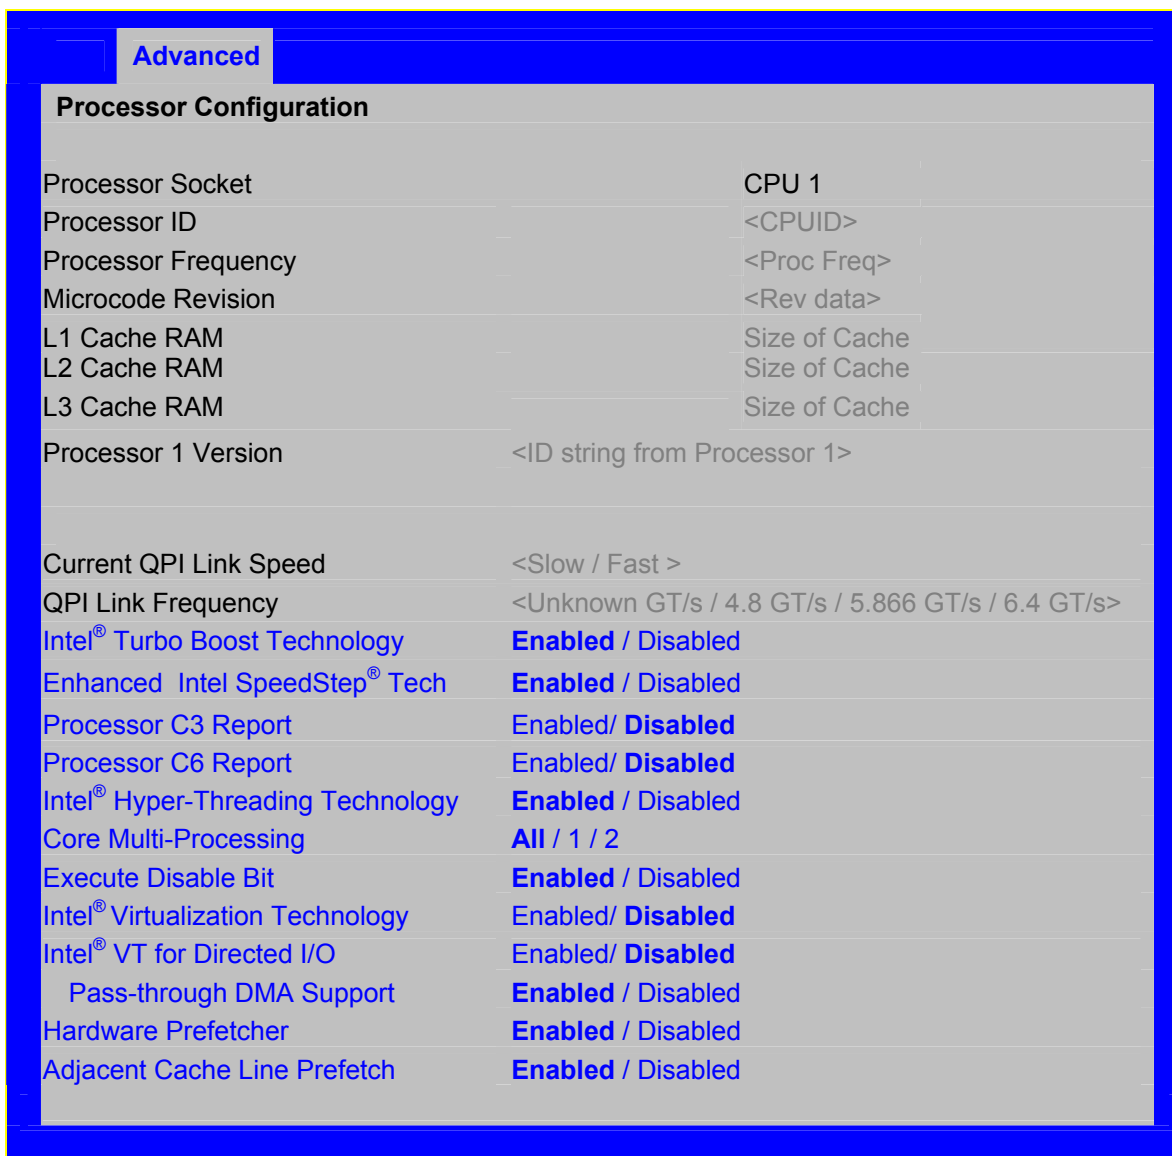 Advanced
Processor Configuration
Processor Socket CPU 1
Processor ID <CPUID>
Processor Frequency <Proc Freq>
Microcode Revision <Rev data>
L1 Cache RAM Size of Cache
L2 Cache RAM Size of Cache
L3 Cache RAM Size of Cache
Processor 1 Version <ID string from Processor 1>
Current QPI Link Speed <Slow / Fast >
QPI Link Frequency <Unknown GT/s / 4.8 GT/s / 5.866 GT/s / 6.4 GT/s>
Intel® Turbo Boost Technology Enabled / Disabled
Enhanced Intel SpeedStep® Tech Enabled / Disabled
Processor C3 Report Enabled/ Disabled
Processor C6 Report Enabled/ Disabled
Intel® Hyper-Threading Technology Enabled / Disabled
Core Multi-Processing All / 1 / 2
Execute Disable Bit Enabled / Disabled
Intel® Virtualization Technology Enabled/ Disabled
Intel® VT for Directed I/O Enabled/ Disabled
Pass-through DMA Support Enabled / Disabled
Hardware Prefetcher Enabled / Disabled
Adjacent Cache Line Prefetch Enabled / Disabled